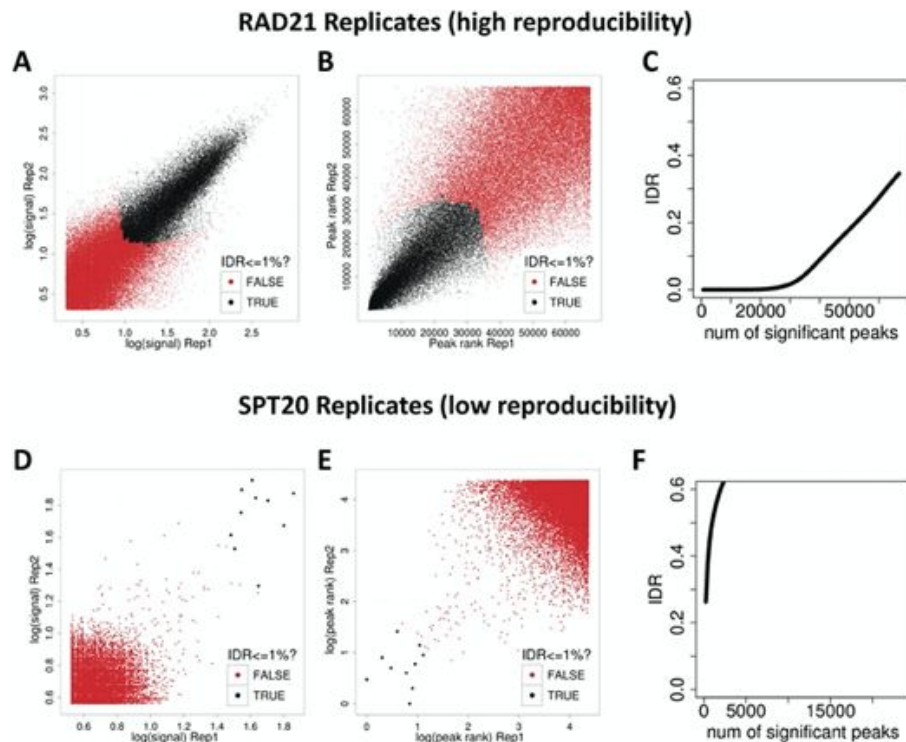 RAD21 Replicates (high reproducibility)
A
B
C
log(signal) Rep2
3.0
2.5
2.0
1.5
1.0
0.5
IDR<=1%?
FALSE
TRUE
0.5 1.0 1.5 2.0 2.5
log(signal) Rep1
Peak rank Rep2
60000
50000
40000
30000
20000
10000
IDR<=1%?
FALSE
TRUE
10000 20000 30000 40000 50000 60000
Peak rank Rep1
IDR
0.6
0.4
0.2
0.0
0 20000 50000
num of significant peaks
SPT20 Replicates (low reproducibility)
D
E
F
log(signal) Rep2
1.8
1.6
1.4
1.2
1.0
0.8
0.6
IDR<=1%?
FALSE
TRUE
0.6 0.8 1.0 1.2 1.4 1.6 1.8
log(signal) Rep1
log(peak rank) Rep2
4
3
2
1
0
IDR<=1%?
FALSE
TRUE
0 1 2 3 4
log(peak rank) Rep1
IDR
0.6
0.4
0.2
0.0
0 5000 15000
num of significant peaks